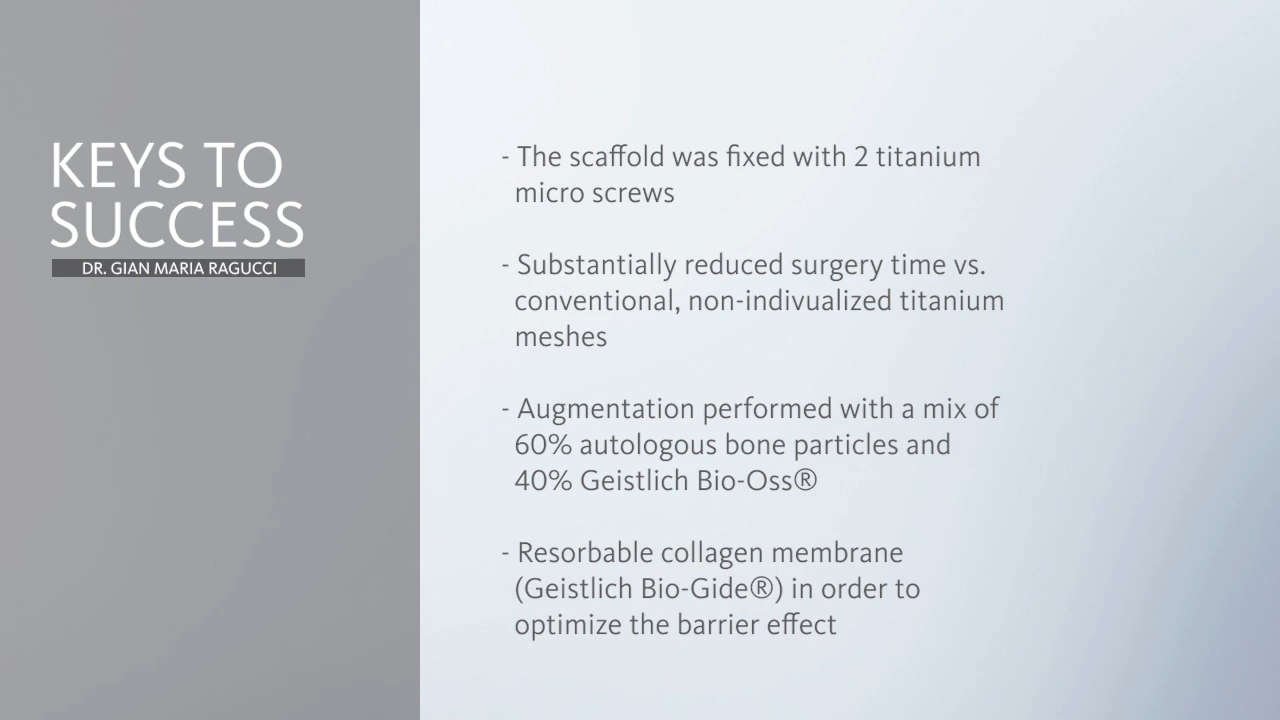 KEYS TO
SUCCESS
DR. GIAN MARIA RAGUCCI
- The scaffold was fixed with 2 titanium
micro screws
- Substantially reduced surgery time vs.
conventional, non-indivualized titanium
meshes
- Augmentation performed with a mix of
60% autologous bone particles and
40% Geistlich Bio-Oss®
- Resorbable collagen membrane
(Geistlich Bio-Gide®) in order to
optimize the barrier effect